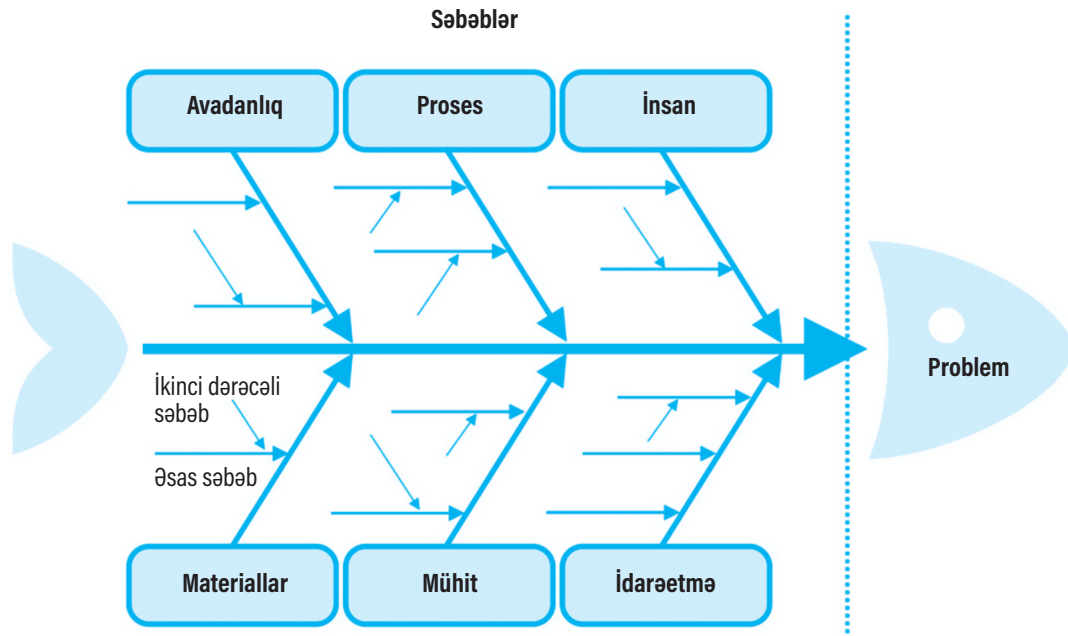 Səbəblər
Avadanlıq
Proses
İnsan
Problem
İkinci dərəcəli
səbəb
Əsas səbəb
Materiallar
Mühit
İdarəetmə